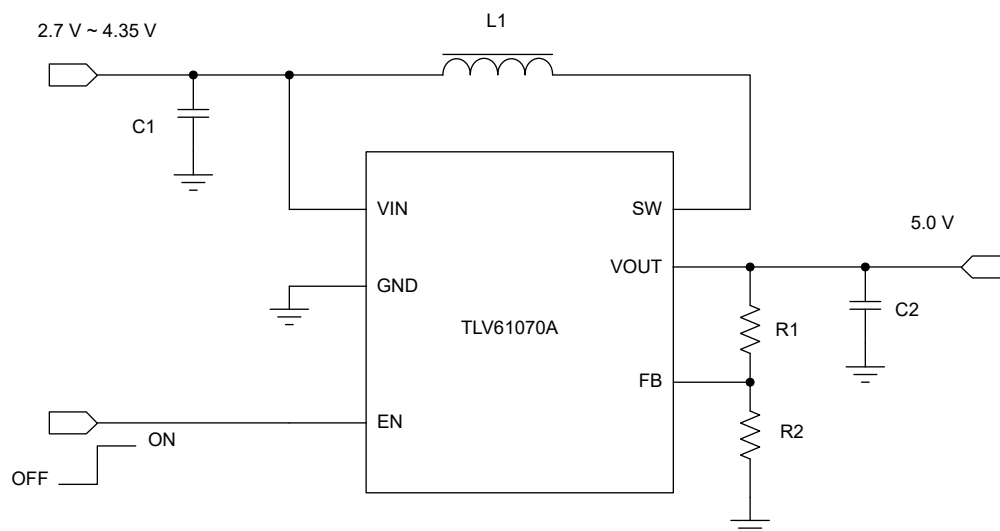 2.7 V ~ 4.35 V
L1
C1
VIN
SW
5.0 V
VOUT
GND
C2
R1
TLV61070A
FB
EN
R2
ON
OFF